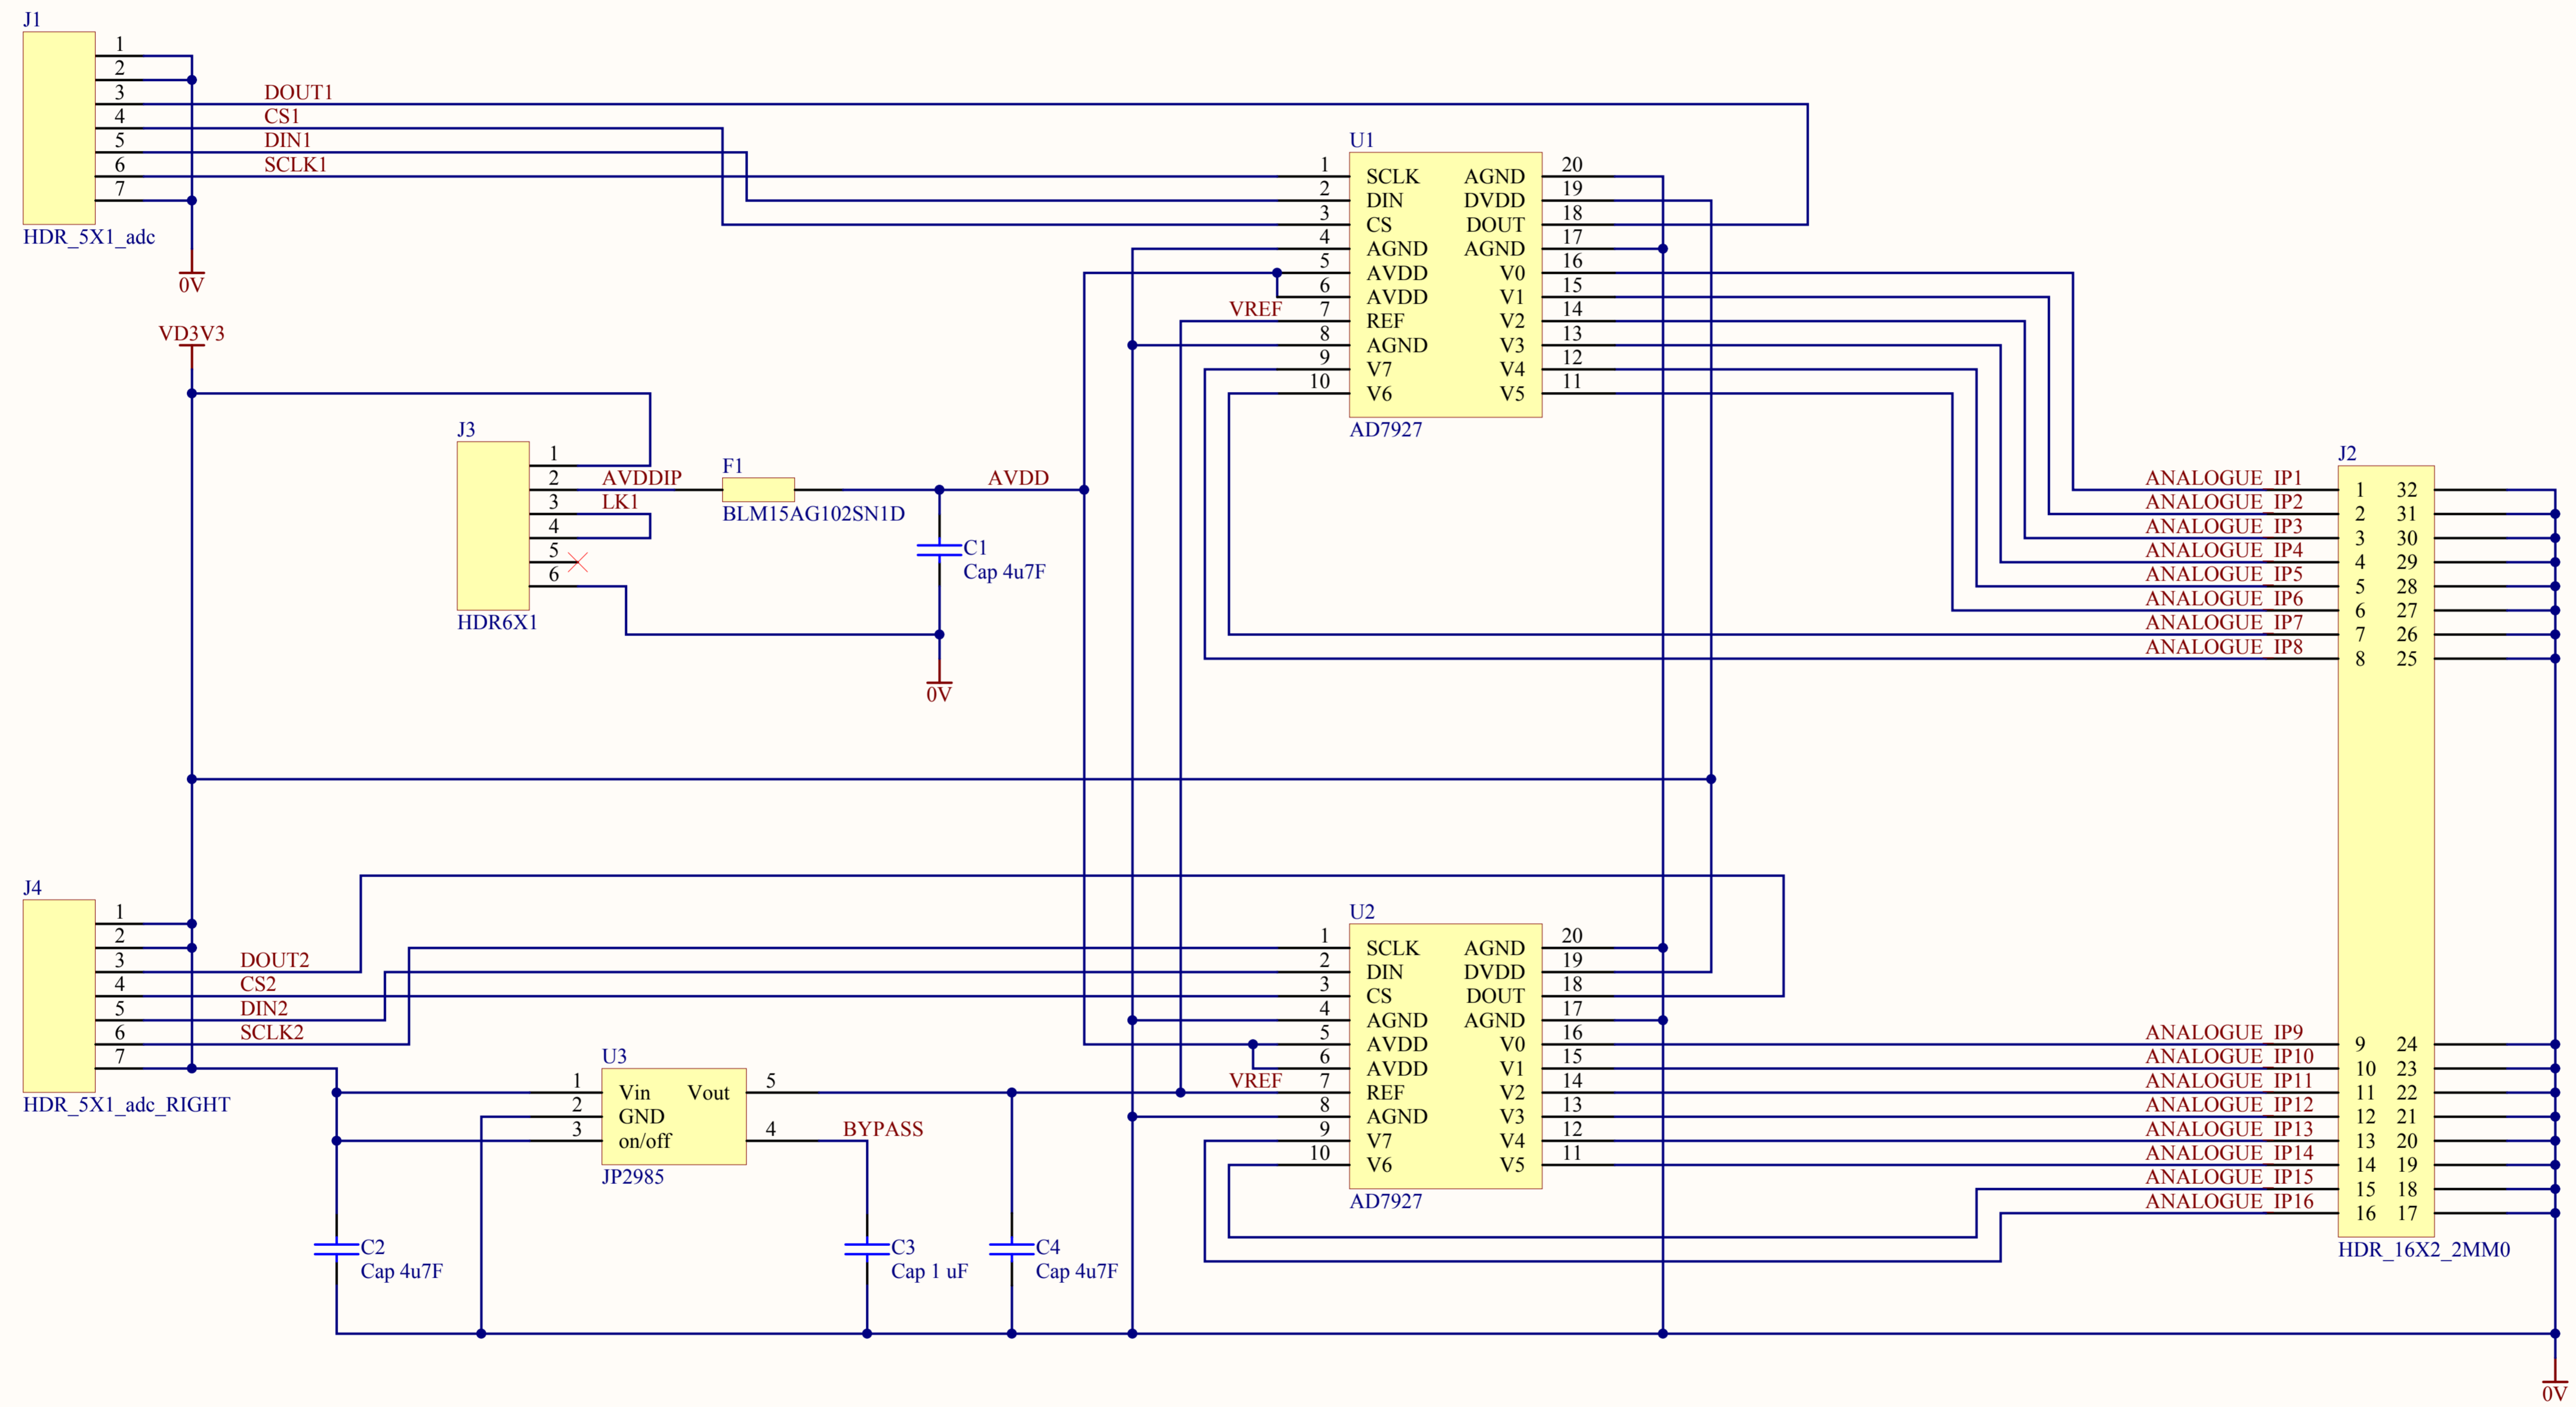 J1
1
2
3 DOUT1
4 CS1
5 DIN1
6 SCLK1
7
HDR_5X1_adc
0V
VD3V3
J3
1
2 AVDDIP
3 LK1
4
5
6
HDR6X1
F1
BLM15AG102SN1D
AVDD
C1
Cap 4u7F
0V
U1
1 SCLK AGND 20
2 DIN DVDD 19
3 CS DOUT 18
4 AGND AGND 17
5 AVDD V0 16
6 AVDD V1 15
VREF 7 REF V2 14
8 AGND V3 13
9 V7 V4 12
10 V6 V5 11
AD7927
J2
ANALOGUE_IP1 1 32
ANALOGUE_IP2 2 31
ANALOGUE_IP3 3 30
ANALOGUE_IP4 4 29
ANALOGUE_IP5 5 28
ANALOGUE_IP6 6 27
ANALOGUE_IP7 7 26
ANALOGUE_IP8 8 25
J4
1
2
3 DOUT2
4 CS2
5 DIN2
6 SCLK2
7
HDR_5X1_adc_RIGHT
U3
1 Vin Vout 5
2 GND
3 on/off 4 BYPASS
JP2985
C2
Cap 4u7F
C3
Cap 1 uF
C4
Cap 4u7F
U2
1 SCLK AGND 20
2 DIN DVDD 19
3 CS DOUT 18
4 AGND AGND 17
5 AVDD V0 16
6 AVDD V1 15
VREF 7 REF V2 14
8 AGND V3 13
9 V7 V4 12
10 V6 V5 11
AD7927
ANALOGUE_IP9 9 24
ANALOGUE_IP10 10 23
ANALOGUE_IP11 11 22
ANALOGUE_IP12 12 21
ANALOGUE_IP13 13 20
ANALOGUE_IP14 14 19
ANALOGUE_IP15 15 18
ANALOGUE_IP16 16 17
HDR_16X2_2MM0
0V